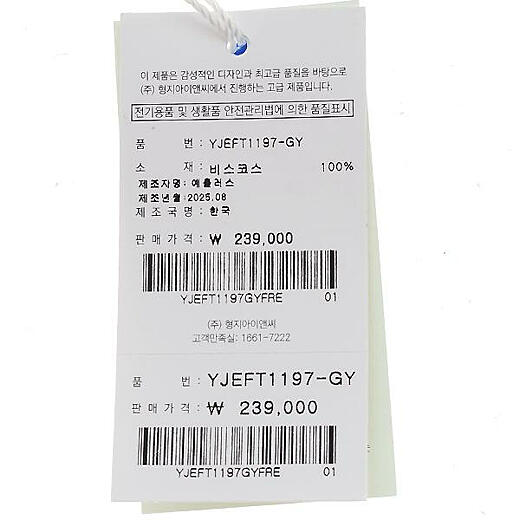 이 제품은 감성적인 디자인과 최고급 품질을 바탕으로
(주) 형지아이앤씨에서 진행하는 고급 제품입니다.
전기용품 및 생활품 안전관리법에 의한 품질표시
품 번 : YJEFT1197-GY
소 재 : 비스코스 100%
제조자명 : 예츨러스
제조년월 : 2025.08
제조국명 : 한국
판매가격 : ₩ 239,000
YJEFT1197GYFRE 01
(주) 형지아이앤씨
고객만족실: 1661-7222
품 번 : YJEFT1197-GY
판매가격 : ₩ 239,000
YJEFT1197GYFRE 01